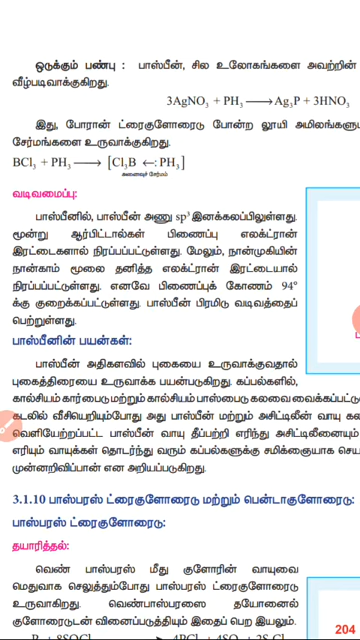 ஒடுக்கும் பண்பு : பாஸ்பீன், சில உலோகங்களை அவற்றின்
வீழ்படிவாக்குகிறது.
3AgNO₃ + PH₃ ⟶ Ag₃P + 3HNO₃
இது, போரான் ட்ரைகுளோரைடு போன்ற லூயி அமிலங்களுட
சேர்மங்களை உருவாக்குகிறது.
BCl₃ + PH₃ ⟶ [Cl₃B ←: PH₃]
அணைவுச் சேர்மம்
வடிவமைப்பு:
பாஸ்பீனில், பாஸ்பீன் அணு sp³ இனக்கலப்பிலுள்ளது.
மூன்று ஆர்பிட்டால்கள் பிணைப்பு எலக்ட்ரான்
இரட்டைகளால் நிரப்பப்பட்டுள்ளது. மேலும், நான்முகியின்
நான்காம் மூலை தனித்த எலக்ட்ரான் இரட்டையால்
நிரப்பப்பட்டுள்ளது. எனவே பிணைப்புக் கோணம் 94°
க்கு குறைக்கப்பட்டுள்ளது. பாஸ்பீன் பிரமிடு வடிவத்தைப்
பெற்றுள்ளது.
பாஸ்பீனின் பயன்கள்:
பாஸ்பீன் அதிகளவில் புகையை உருவாக்குவதால்
புகைத்திரையை உருவாக்க பயன்படுகிறது. கப்பல்களில்,
கால்சியம் கார்பைடு மற்றும் கால்சியம் பாஸ்பைடு கலவை வைக்கப்பட்டு
கடலில் வீசியெறியும்போது அது பாஸ்பீன் மற்றும் அசிட்டிலீன் வாயு கல
வெளியேற்றப்பட்ட பாஸ்பீன் வாயு தீப்பற்றி எரிந்து அசிட்டிலீனையும்
எரியும் வாயுக்கள் தொடர்ந்து வரும் கப்பல்களுக்கு சமிக்ஞையாக செய
முன்னறிவிப்பான் என அறியப்படுகிறது.
3.1.10 பாஸ்பரஸ் ட்ரைகுளோரைடு மற்றும் பென்டாகுளோரைடு:
பாஸ்பரஸ் ட்ரைகுளோரைடு:
தயாரித்தல்:
வெண் பாஸ்பரஸ் மீது குளோரின் வாயுவை
மெதுவாக செலுத்தும்போது பாஸ்பரஸ் ட்ரைகுளோரைடு
உருவாகிறது. வெண்பாஸ்பரஸை தயோனைல்
குளோரைடுடன் வினைப்படுத்தியும் இதைப் பெற இயலும்.
204